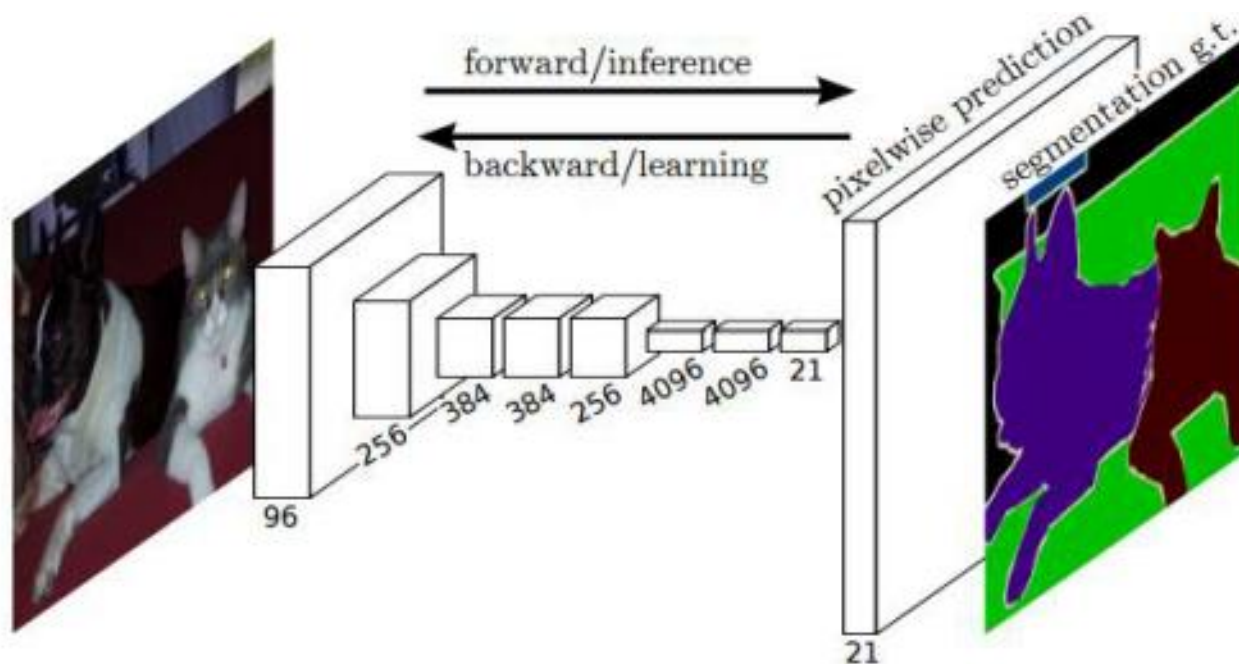 forward/inference
backward/learning
pixelwise prediction
segmentation g.t.
96
256
384
384
256
4096
4096
21
21